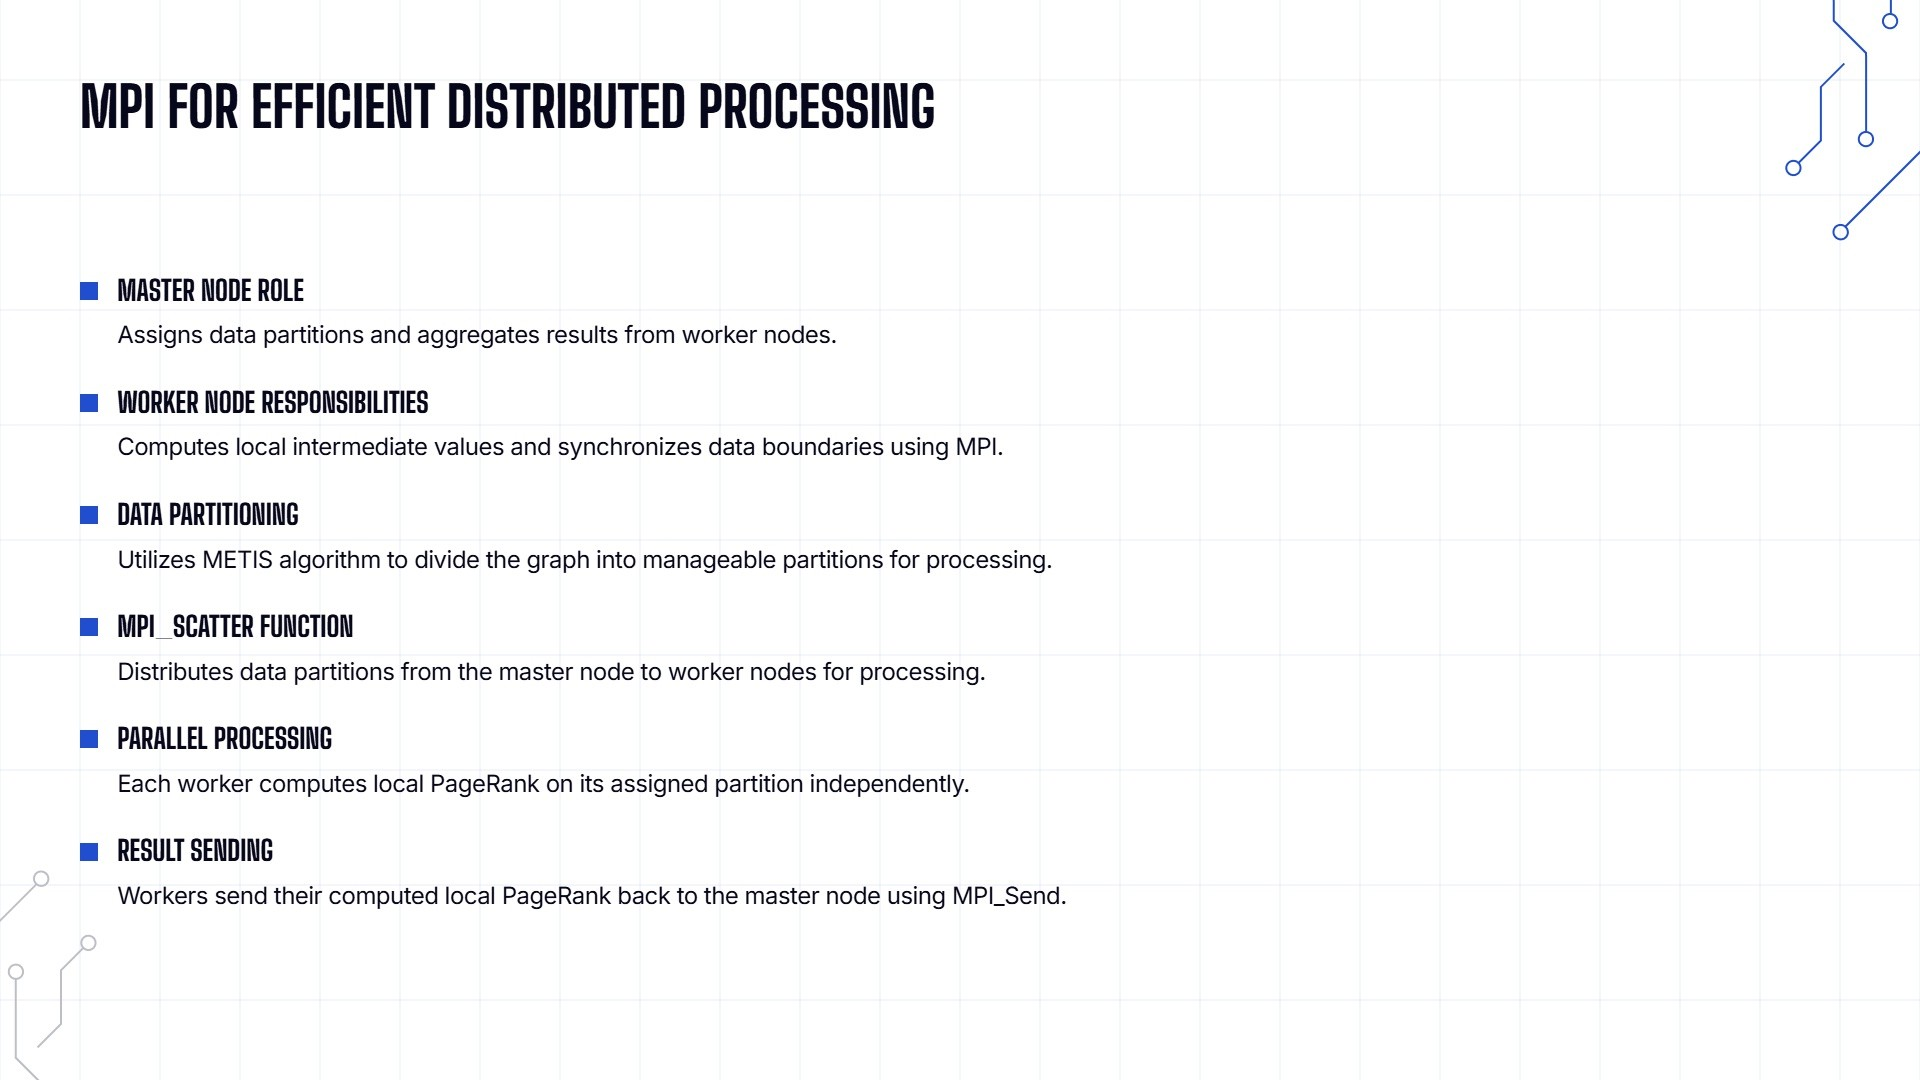 MPI FOR EFFICIENT DISTRIBUTED PROCESSING
MASTER NODE ROLE
Assigns data partitions and aggregates results from worker nodes.
WORKER NODE RESPONSIBILITIES
Computes local intermediate values and synchronizes data boundaries using MPI.
DATA PARTITIONING
Utilizes METIS algorithm to divide the graph into manageable partitions for processing.
MPI_SCATTER FUNCTION
Distributes data partitions from the master node to worker nodes for processing.
PARALLEL PROCESSING
Each worker computes local PageRank on its assigned partition independently.
RESULT SENDING
Workers send their computed local PageRank back to the master node using MPI_Send.